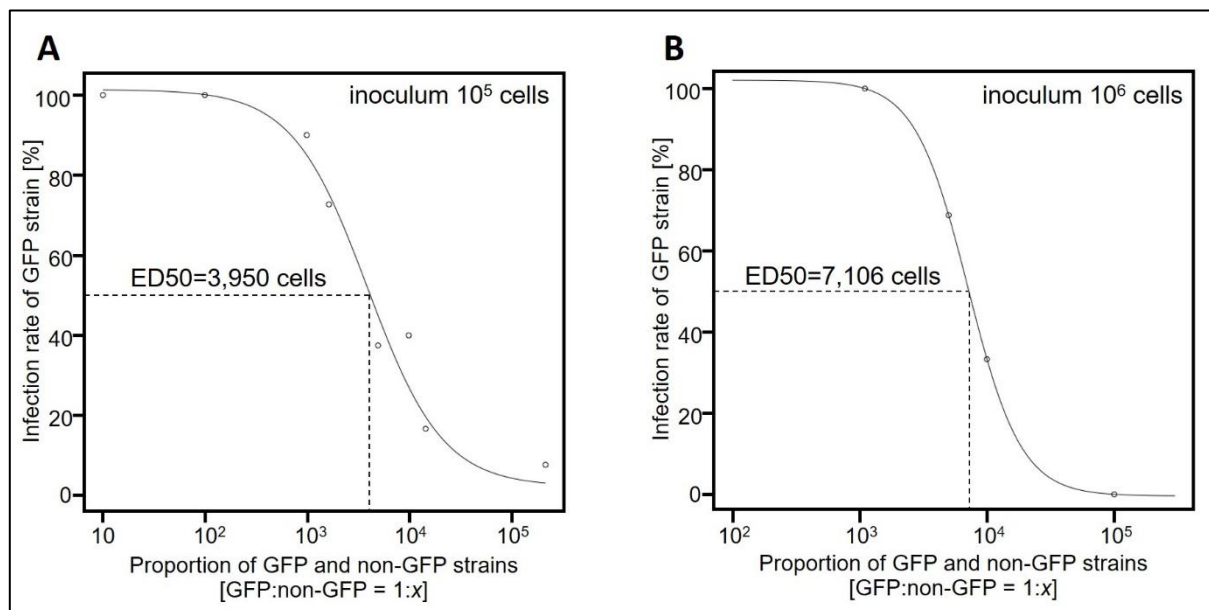 A
inoculum 10⁵ cells
100
80
60
40
20
0
Infection rate of GFP strain [%]
ED50=3,950 cells
10
10²
10³
10⁴
10⁵
Proportion of GFP and non-GFP strains
[GFP:non-GFP = 1:x]
B
inoculum 10⁶ cells
100
80
60
40
20
0
Infection rate of GFP strain [%]
ED50=7,106 cells
10²
10³
10⁴
10⁵
Proportion of GFP and non-GFP strains
[GFP:non-GFP = 1:x]